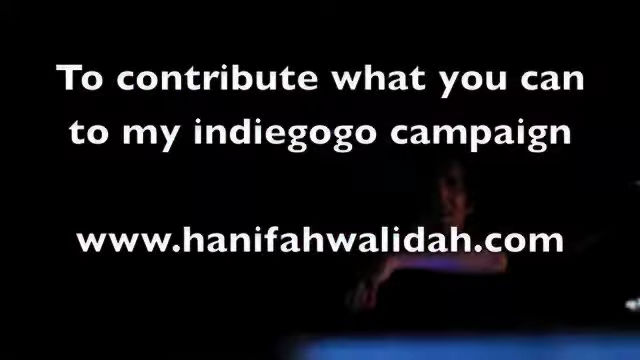 To contribute what you can
to my indiegogo campaign
www.hanifahwalidah.com